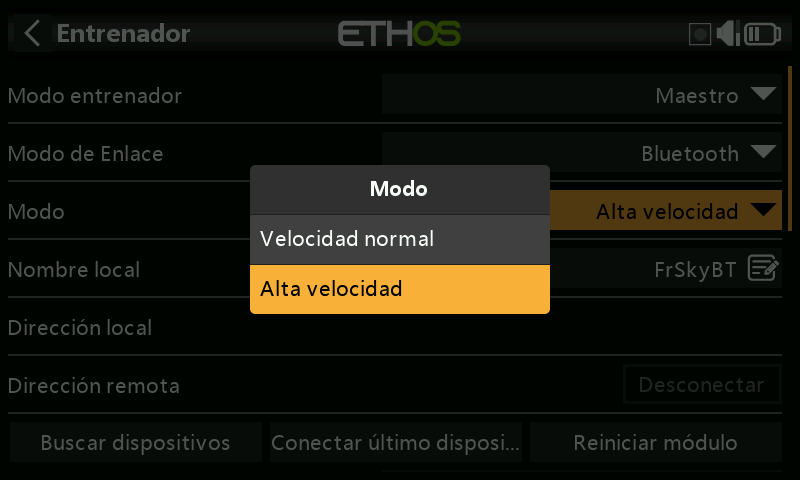 Entrenador
ETHOS
Modo entrenador
Maestro
Modo de Enlace
Bluetooth
Modo
Modo
Alta velocidad
Velocidad normal
Nombre local
FrSkyBT
Alta velocidad
Dirección local
Dirección remota
Desconectar
Buscar dispositivos
Conectar último disposi...
Reiniciar módulo